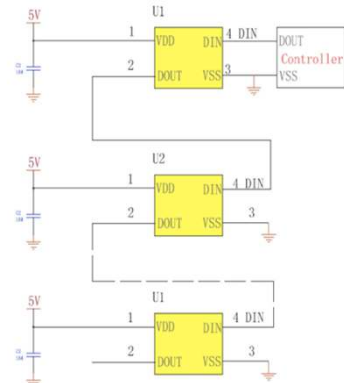 U1
5V
1 VDD DIN 4 DIN DOUT
Controller
2 DOUT VSS 3 VSS
U2
5V
1 VDD DIN 4 DIN
2 DOUT VSS 3
U1
5V
1 VDD DIN 4 DIN
2 DOUT VSS 3